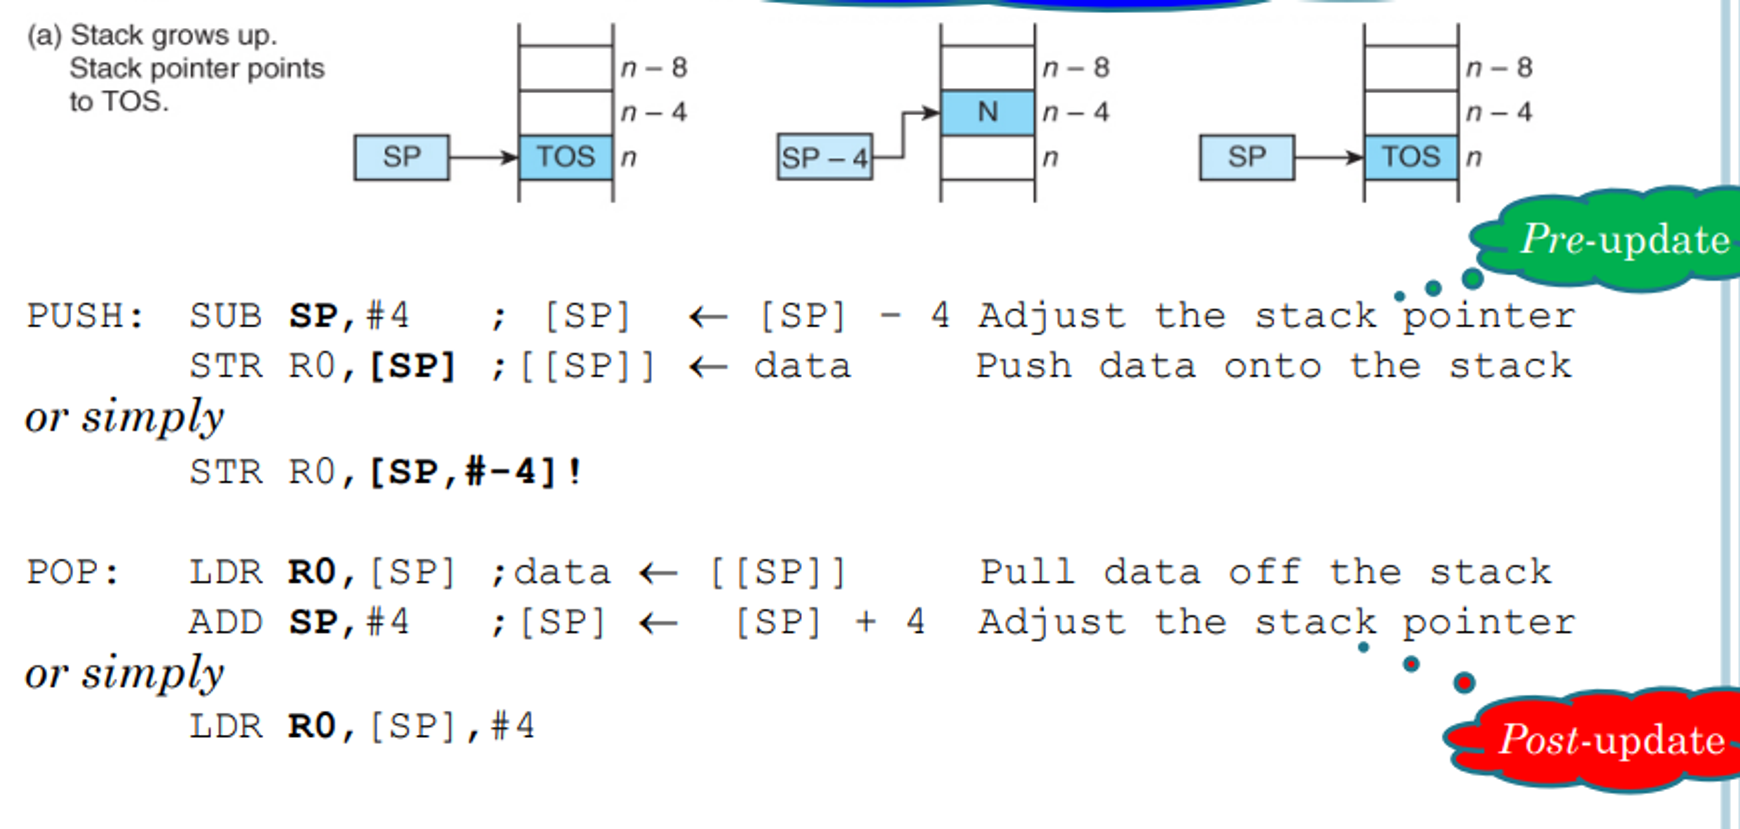 (a) Stack grows up.
Stack pointer points
to TOS.
n – 8
n – 4
SP TOS n
n – 8
N n – 4
SP – 4 n
n – 8
n – 4
SP TOS n
Pre-update
PUSH: SUB SP,#4 ; [SP] ← [SP] - 4 Adjust the stack pointer
STR R0,[SP] ;[[SP]] ← data Push data onto the stack
or simply
STR R0,[SP,#-4]!
POP: LDR R0,[SP] ;data ← [[SP]] Pull data off the stack
ADD SP,#4 ;[SP] ← [SP] + 4 Adjust the stack pointer
or simply
LDR R0,[SP],#4
Post-update